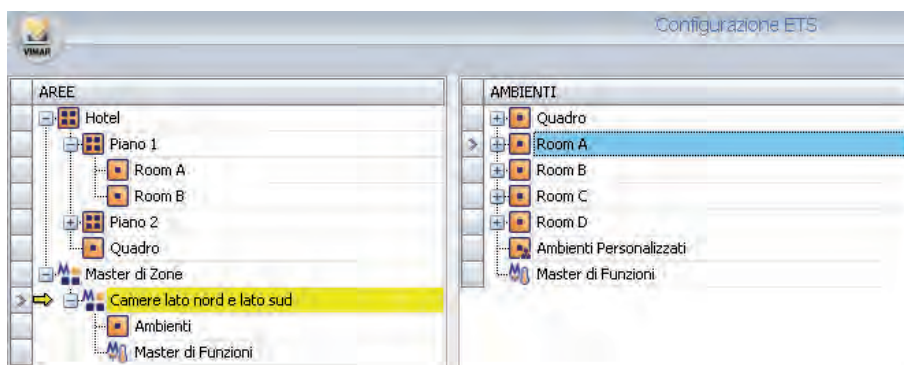 Configurazione ETS
VIMAR
AREE
Hotel
Piano 1
Room A
Room B
Piano 2
Quadro
Master di Zone
Camere lato nord e lato sud
Ambienti
Master di Funzioni
AMBIENTI
Quadro
Room A
Room B
Room C
Room D
Ambienti Personalizzati
Master di Funzioni